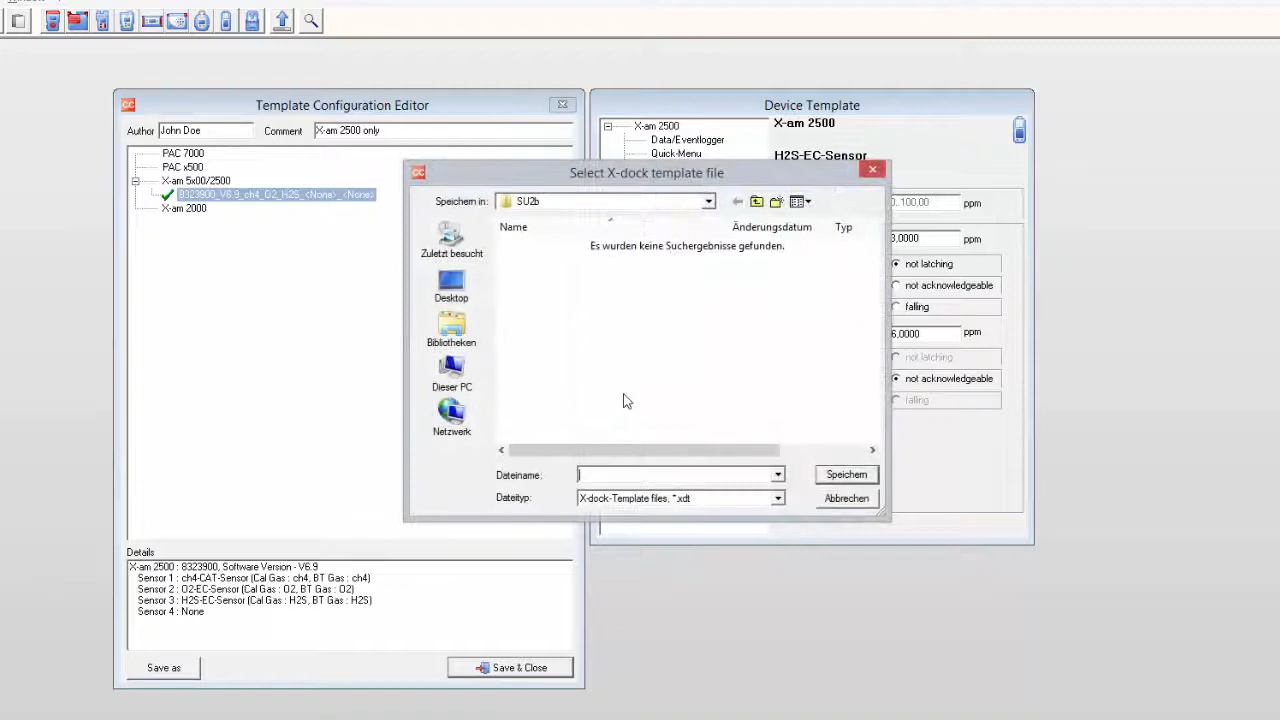 Template Configuration Editor
Author John Doe Comment X-am 2500 only
PAC 7000
PAC x500
X-am 5x00/2500
8323900_V6.9_ch4_O2_H2S_<None>_<None>
X-am 2000
Details
X-am 2500 : 8323900, Software Version - V6.9
Sensor 1 : ch4-CAT-Sensor (Cal Gas : ch4, BT Gas : ch4)
Sensor 2 : O2-EC-Sensor (Cal Gas : O2, BT Gas : O2)
Sensor 3 : H2S-EC-Sensor (Cal Gas : H2S, BT Gas : H2S)
Sensor 4 : None
Save as
Save & Close
Device Template
X-am 2500
Data/Eventlogger
Quick-Menu
X-am 2500
H2S-EC-Sensor
0..100,00 ppm
3,0000 ppm
not latching
not acknowledgeable
falling
6,0000 ppm
not latching
not acknowledgeable
falling
Select X-dock template file
Speichern in: SU2b
Name Änderungsdatum Typ
Es wurden keine Suchergebnisse gefunden.
Zuletzt besucht
Desktop
Bibliotheken
Dieser PC
Netzwerk
Dateiname: Speichern
Dateityp: X-dock-Template files, *.xdt Abbrechen